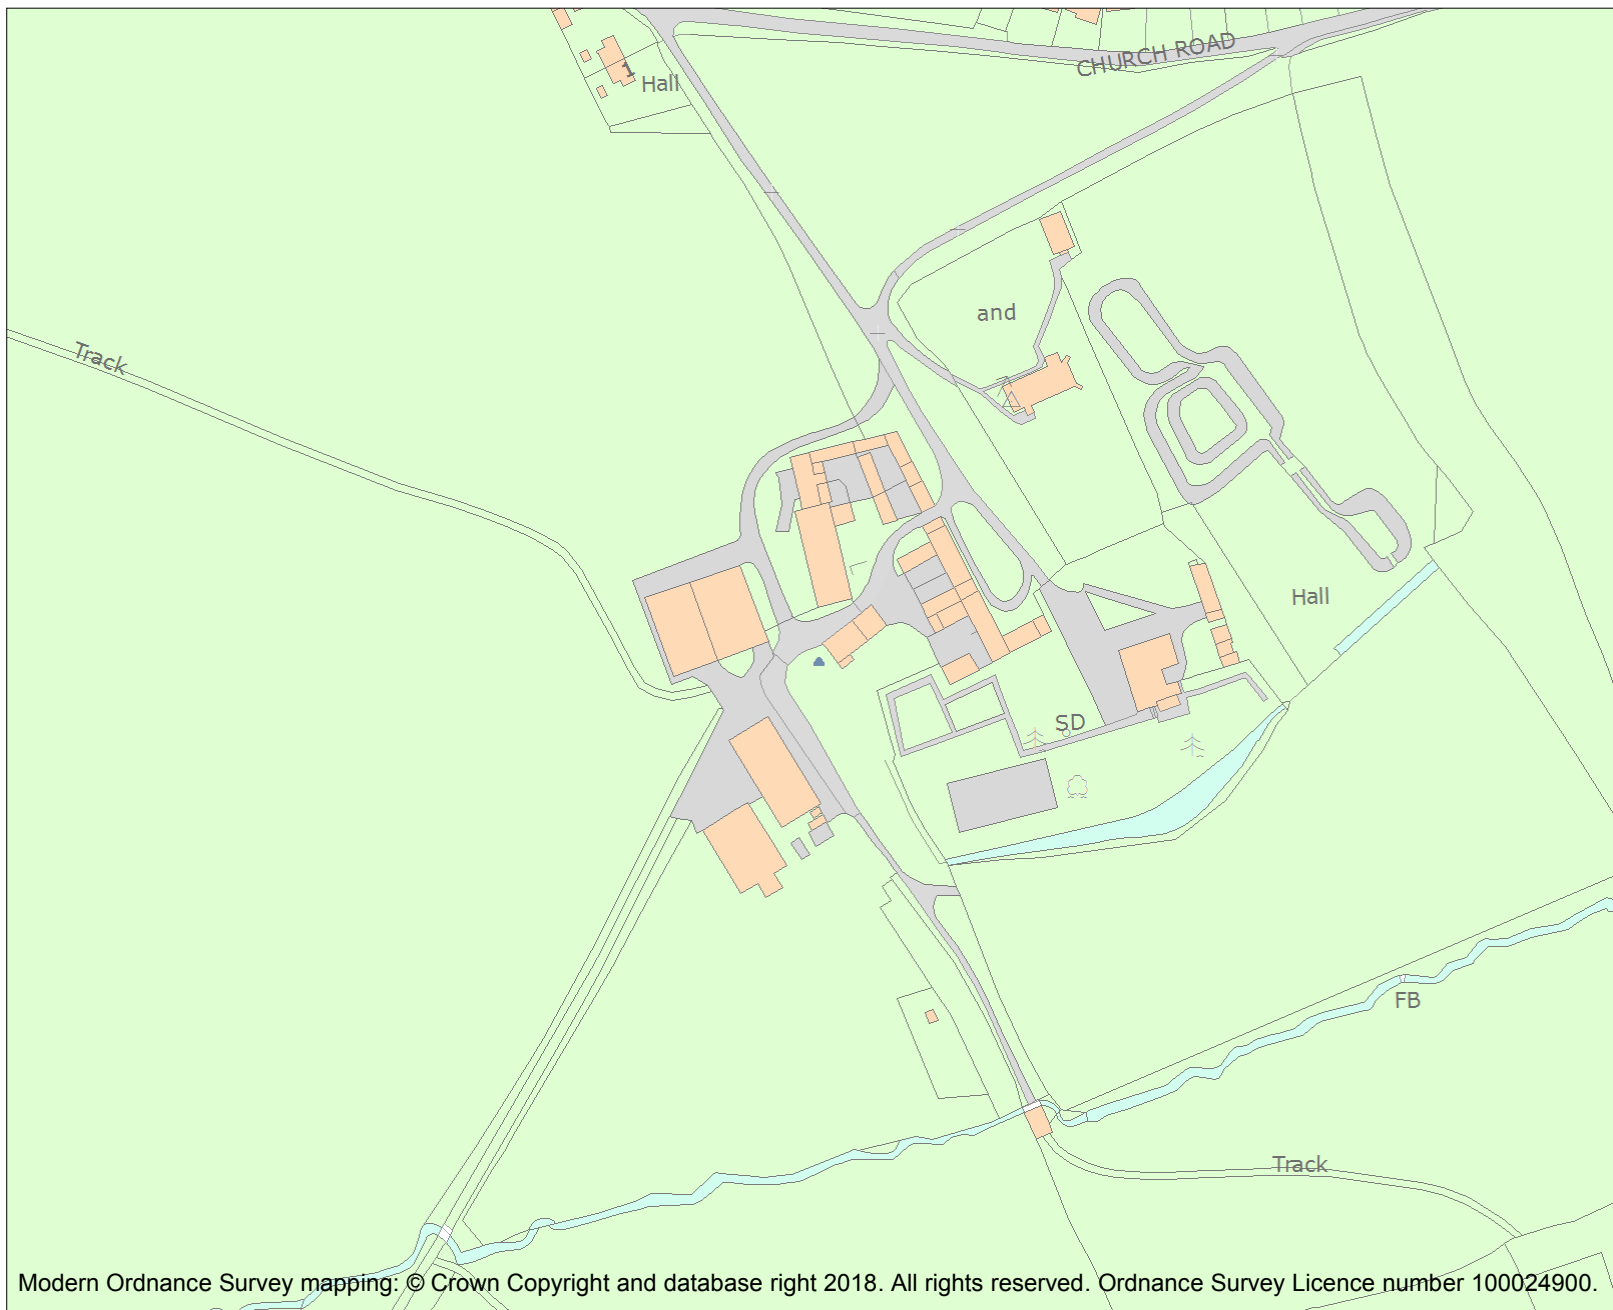 CHURCH ROAD
1
Hall
and
Track
Hall
SD
FB
Track
Modern Ordnance Survey mapping: © Crown Copyright and database right 2018. All rights reserved. Ordnance Survey Licence number 100024900.